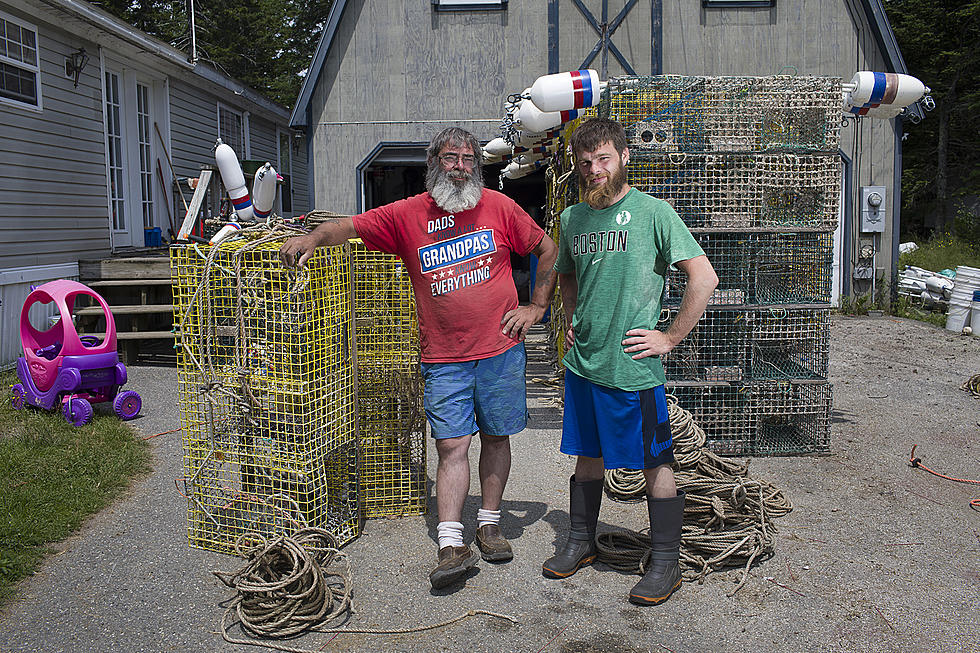 DADS
GRANDPAS
EVERYTHING
BOSTON